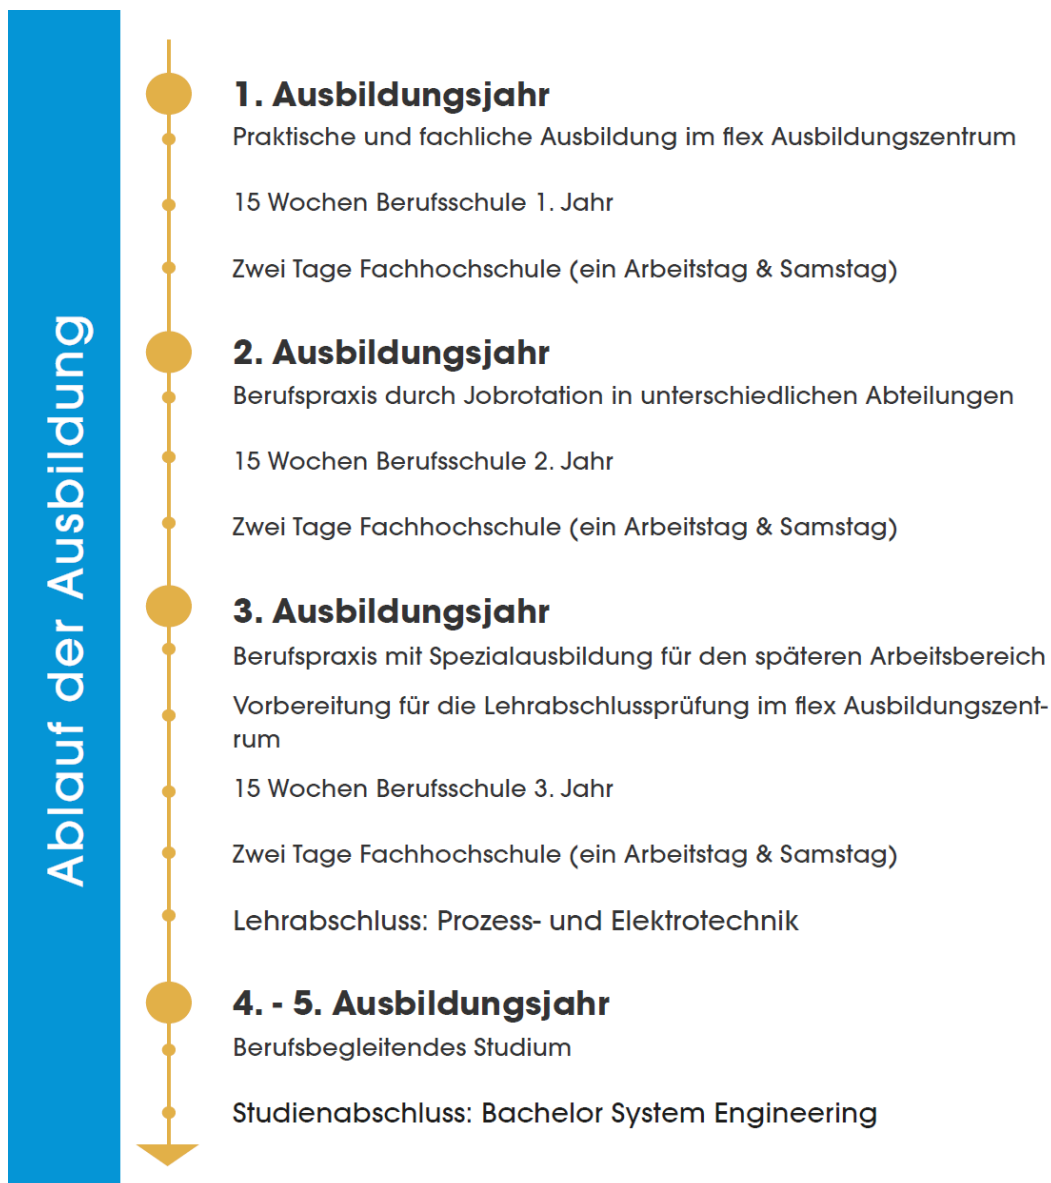 Ablauf der Ausbildung
1. Ausbildungsjahr
Praktische und fachliche Ausbildung im flex Ausbildungszentrum
15 Wochen Berufsschule 1. Jahr
Zwei Tage Fachhochschule (ein Arbeitstag & Samstag)
2. Ausbildungsjahr
Berufspraxis durch Jobrotation in unterschiedlichen Abteilungen
15 Wochen Berufsschule 2. Jahr
Zwei Tage Fachhochschule (ein Arbeitstag & Samstag)
3. Ausbildungsjahr
Berufspraxis mit Spezialausbildung für den späteren Arbeitsbereich
Vorbereitung für die Lehrabschlussprüfung im flex Ausbildungszent-
rum
15 Wochen Berufsschule 3. Jahr
Zwei Tage Fachhochschule (ein Arbeitstag & Samstag)
Lehrabschluss: Prozess- und Elektrotechnik
4. - 5. Ausbildungsjahr
Berufsbegleitendes Studium
Studienabschluss: Bachelor System Engineering